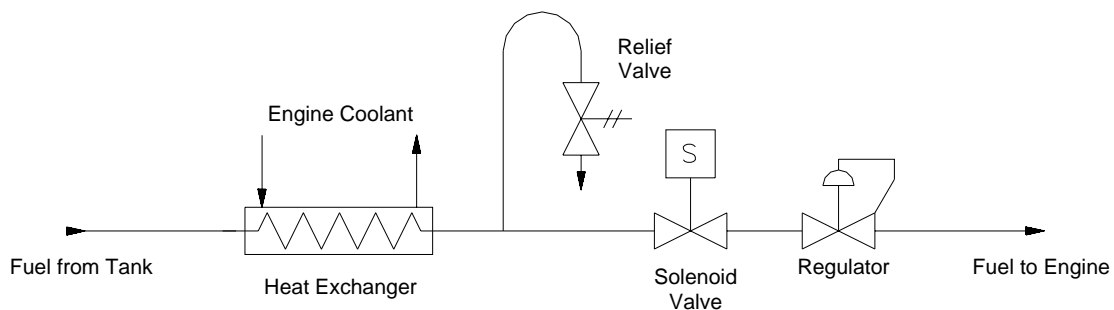 Relief
Valve
Engine Coolant
S
Fuel from Tank
Heat Exchanger
Solenoid
Valve
Regulator
Fuel to Engine